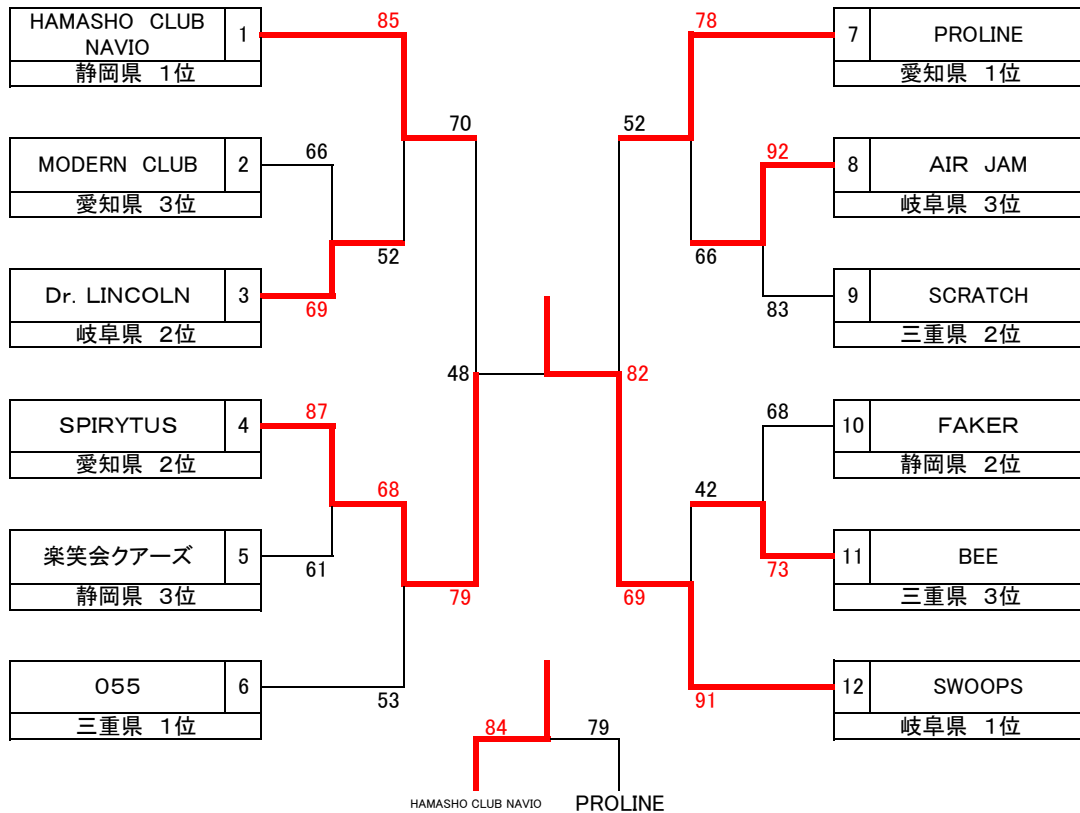 HAMASHO CLUB
NAVIO
1
静岡県 1位
MODERN CLUB
2
愛知県 3位
Dr. LINCOLN
3
岐阜県 2位
SPIRYTUS
4
愛知県 2位
楽笑会クアーズ
5
静岡県 3位
055
6
三重県 1位
85
70
66
52
69
48
87
68
61
79
53
78
52
92
66
83
82
68
42
73
69
91
7
PROLINE
愛知県 1位
8
AIR JAM
岐阜県 3位
9
SCRATCH
三重県 2位
10
FAKER
静岡県 2位
11
BEE
三重県 3位
12
SWOOPS
岐阜県 1位
84
79
HAMASHO CLUB NAVIO
PROLINE